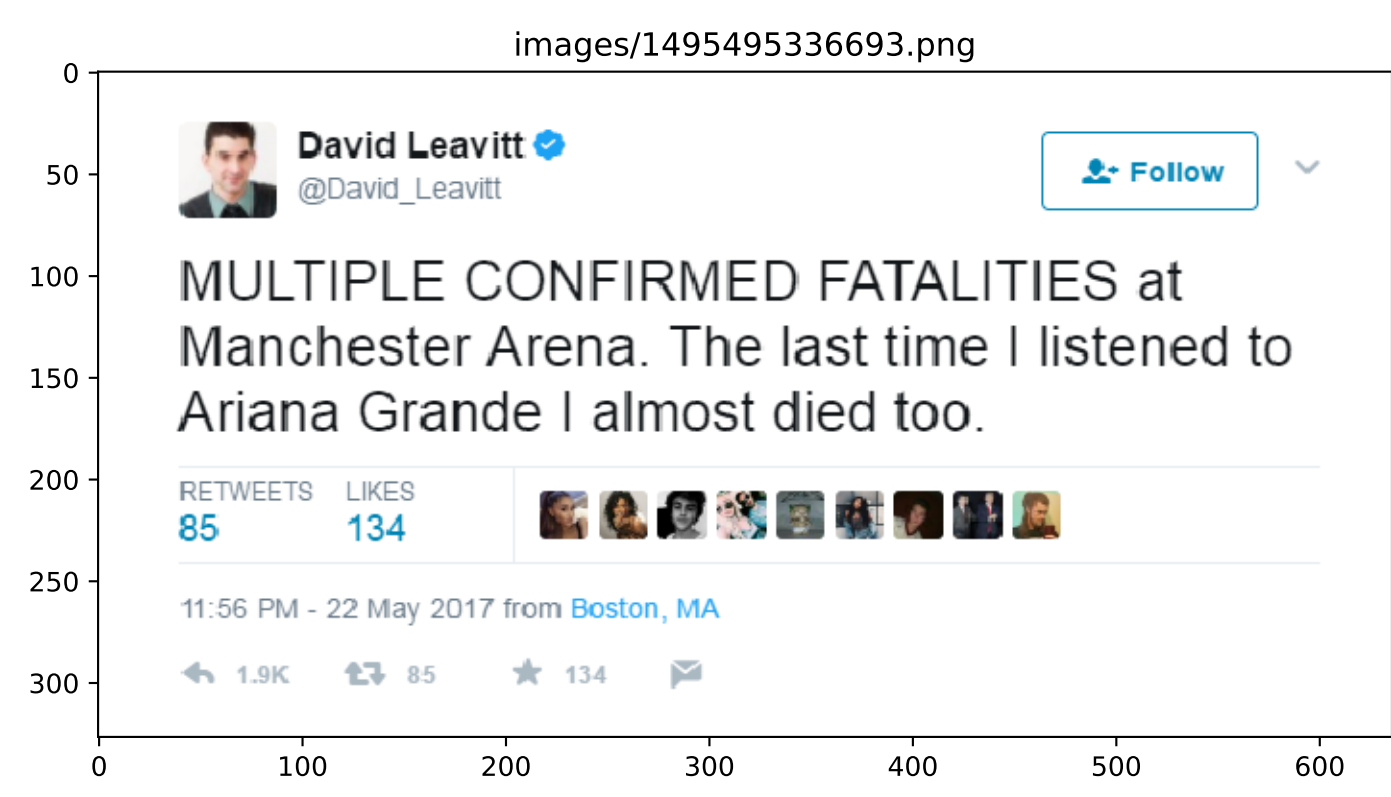 images/1495495336693.png
David Leavitt
@David_Leavitt
Follow
MULTIPLE CONFIRMED FATALITIES at
Manchester Arena. The last time I listened to
Ariana Grande I almost died too.
RETWEETS LIKES
85 134
11:56 PM - 22 May 2017 from Boston, MA
1.9K 85 134
0
50
100
150
200
250
300
0 100 200 300 400 500 600